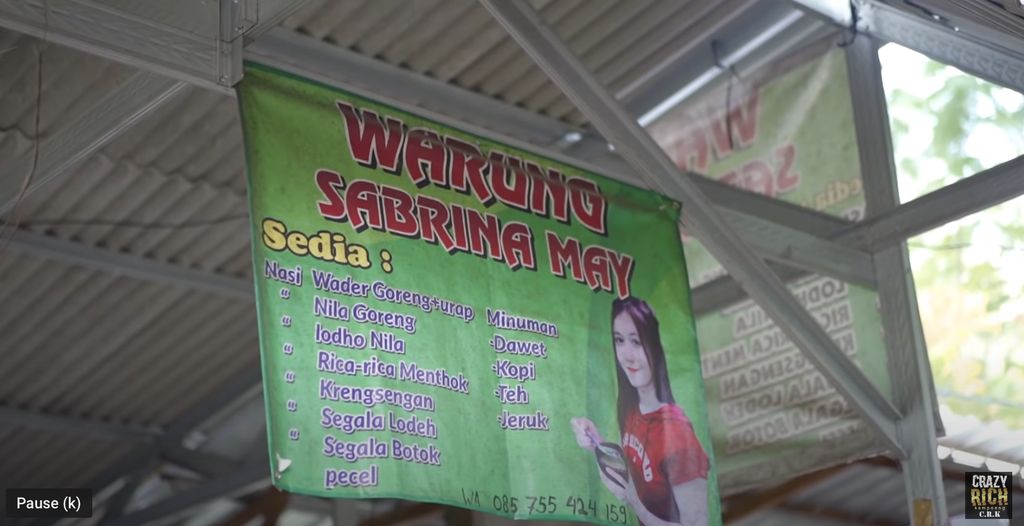 WARUNG
SABRINA MAY
Sedia :
Nasi Wader Goreng+urap
" Nila Goreng
" lodho Nila
" Rica-rica Menthok
" Krengsengan
" Segala Lodeh
" Segala Botok
pecel
Minuman
-Dawet
-Kopi
-Teh
-Jeruk
WA 085 755 424 159
Pause (k)
CRAZY
RICH
kampoeng
C.R.K